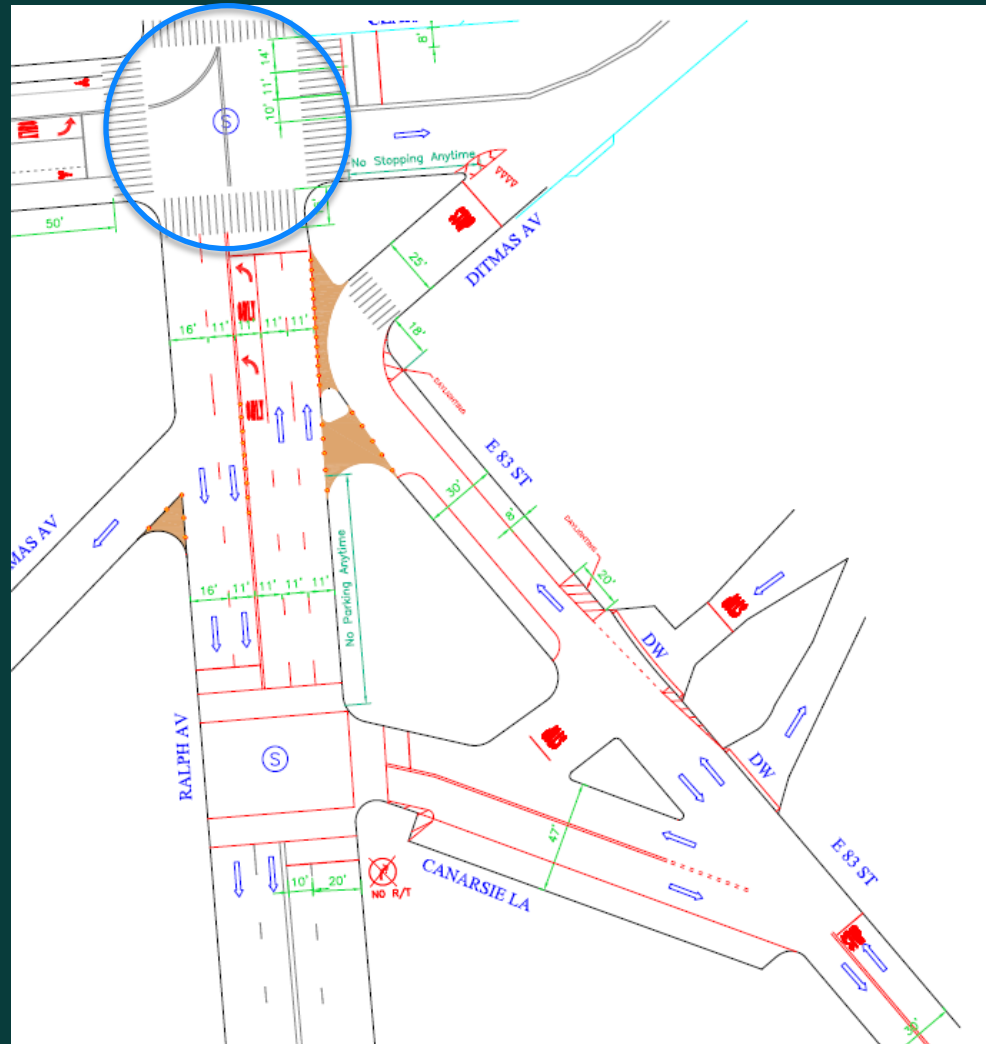 8'
14'
11'
10'
S
No Stopping Anytime
ONLY
50'
25'
DITMAS AV
18'
16' 11' 11' 11' 11'
ONLY
ONLY
DAYLIGHTING
E 83 ST
30'
8'
DAYLIGHTING
20'
No Parking Anytime
16' 11' 11' 11' 11'
DW
DW
RALPH AV
S
47'
CANARSIE LA
NO R/T
10' 20'
E 83 ST